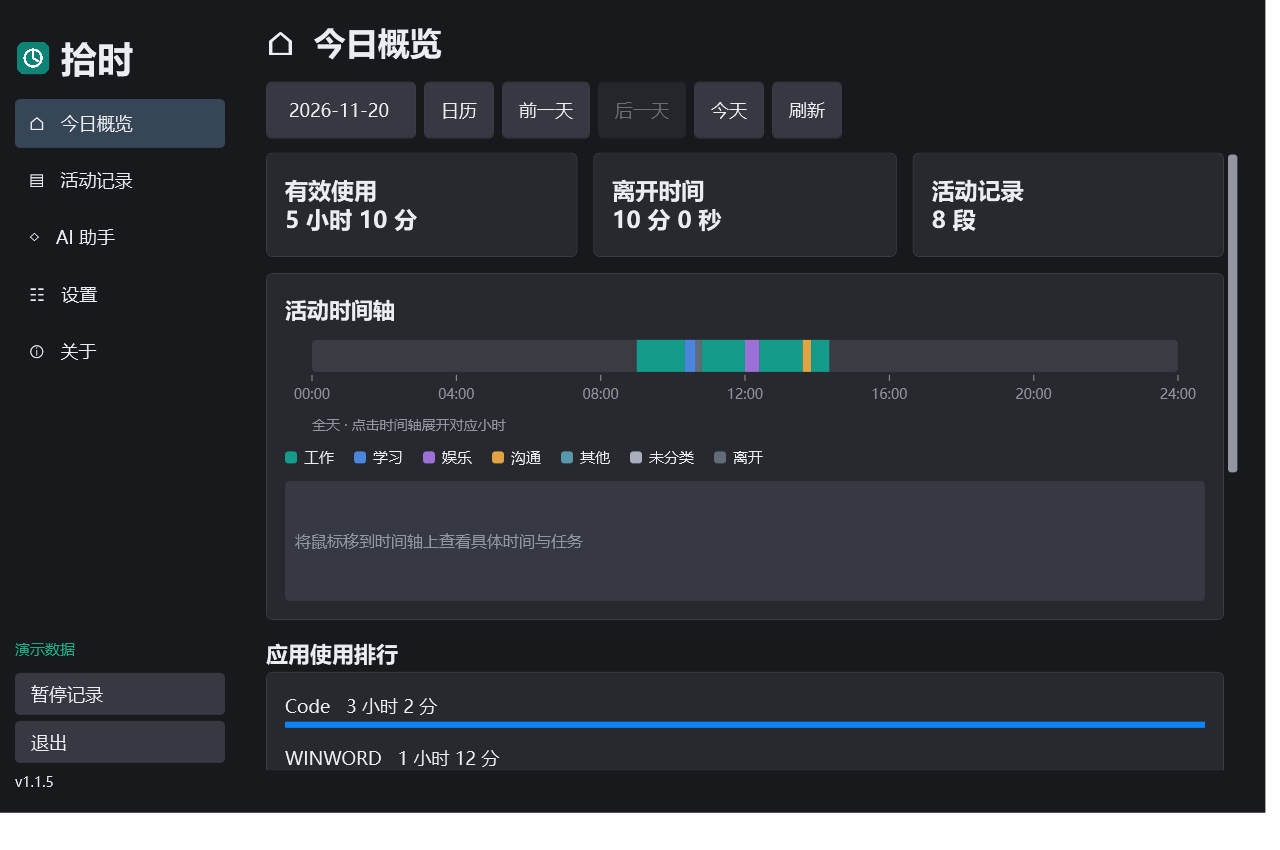 拾时
今日概览
活动记录
AI 助手
设置
关于
演示数据
暂停记录
退出
v1.1.5
今日概览
2026-11-20 日历 前一天 后一天 今天 刷新
有效使用
5 小时 10 分
离开时间
10 分 0 秒
活动记录
8 段
活动时间轴
00:00 04:00 08:00 12:00 16:00 20:00 24:00
全天 · 点击时间轴展开对应小时
工作 学习 娱乐 沟通 其他 未分类 离开
将鼠标移到时间轴上查看具体时间与任务
应用使用排行
Code 3 小时 2 分
WINWORD 1 小时 12 分